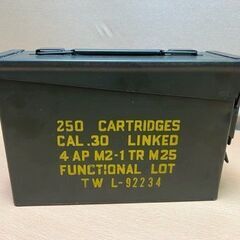 250 CARTRIDGES
CAL .30 LINKED
4 AP M2-1 TR M25
FUNCTIONAL LOT
TW L-92234